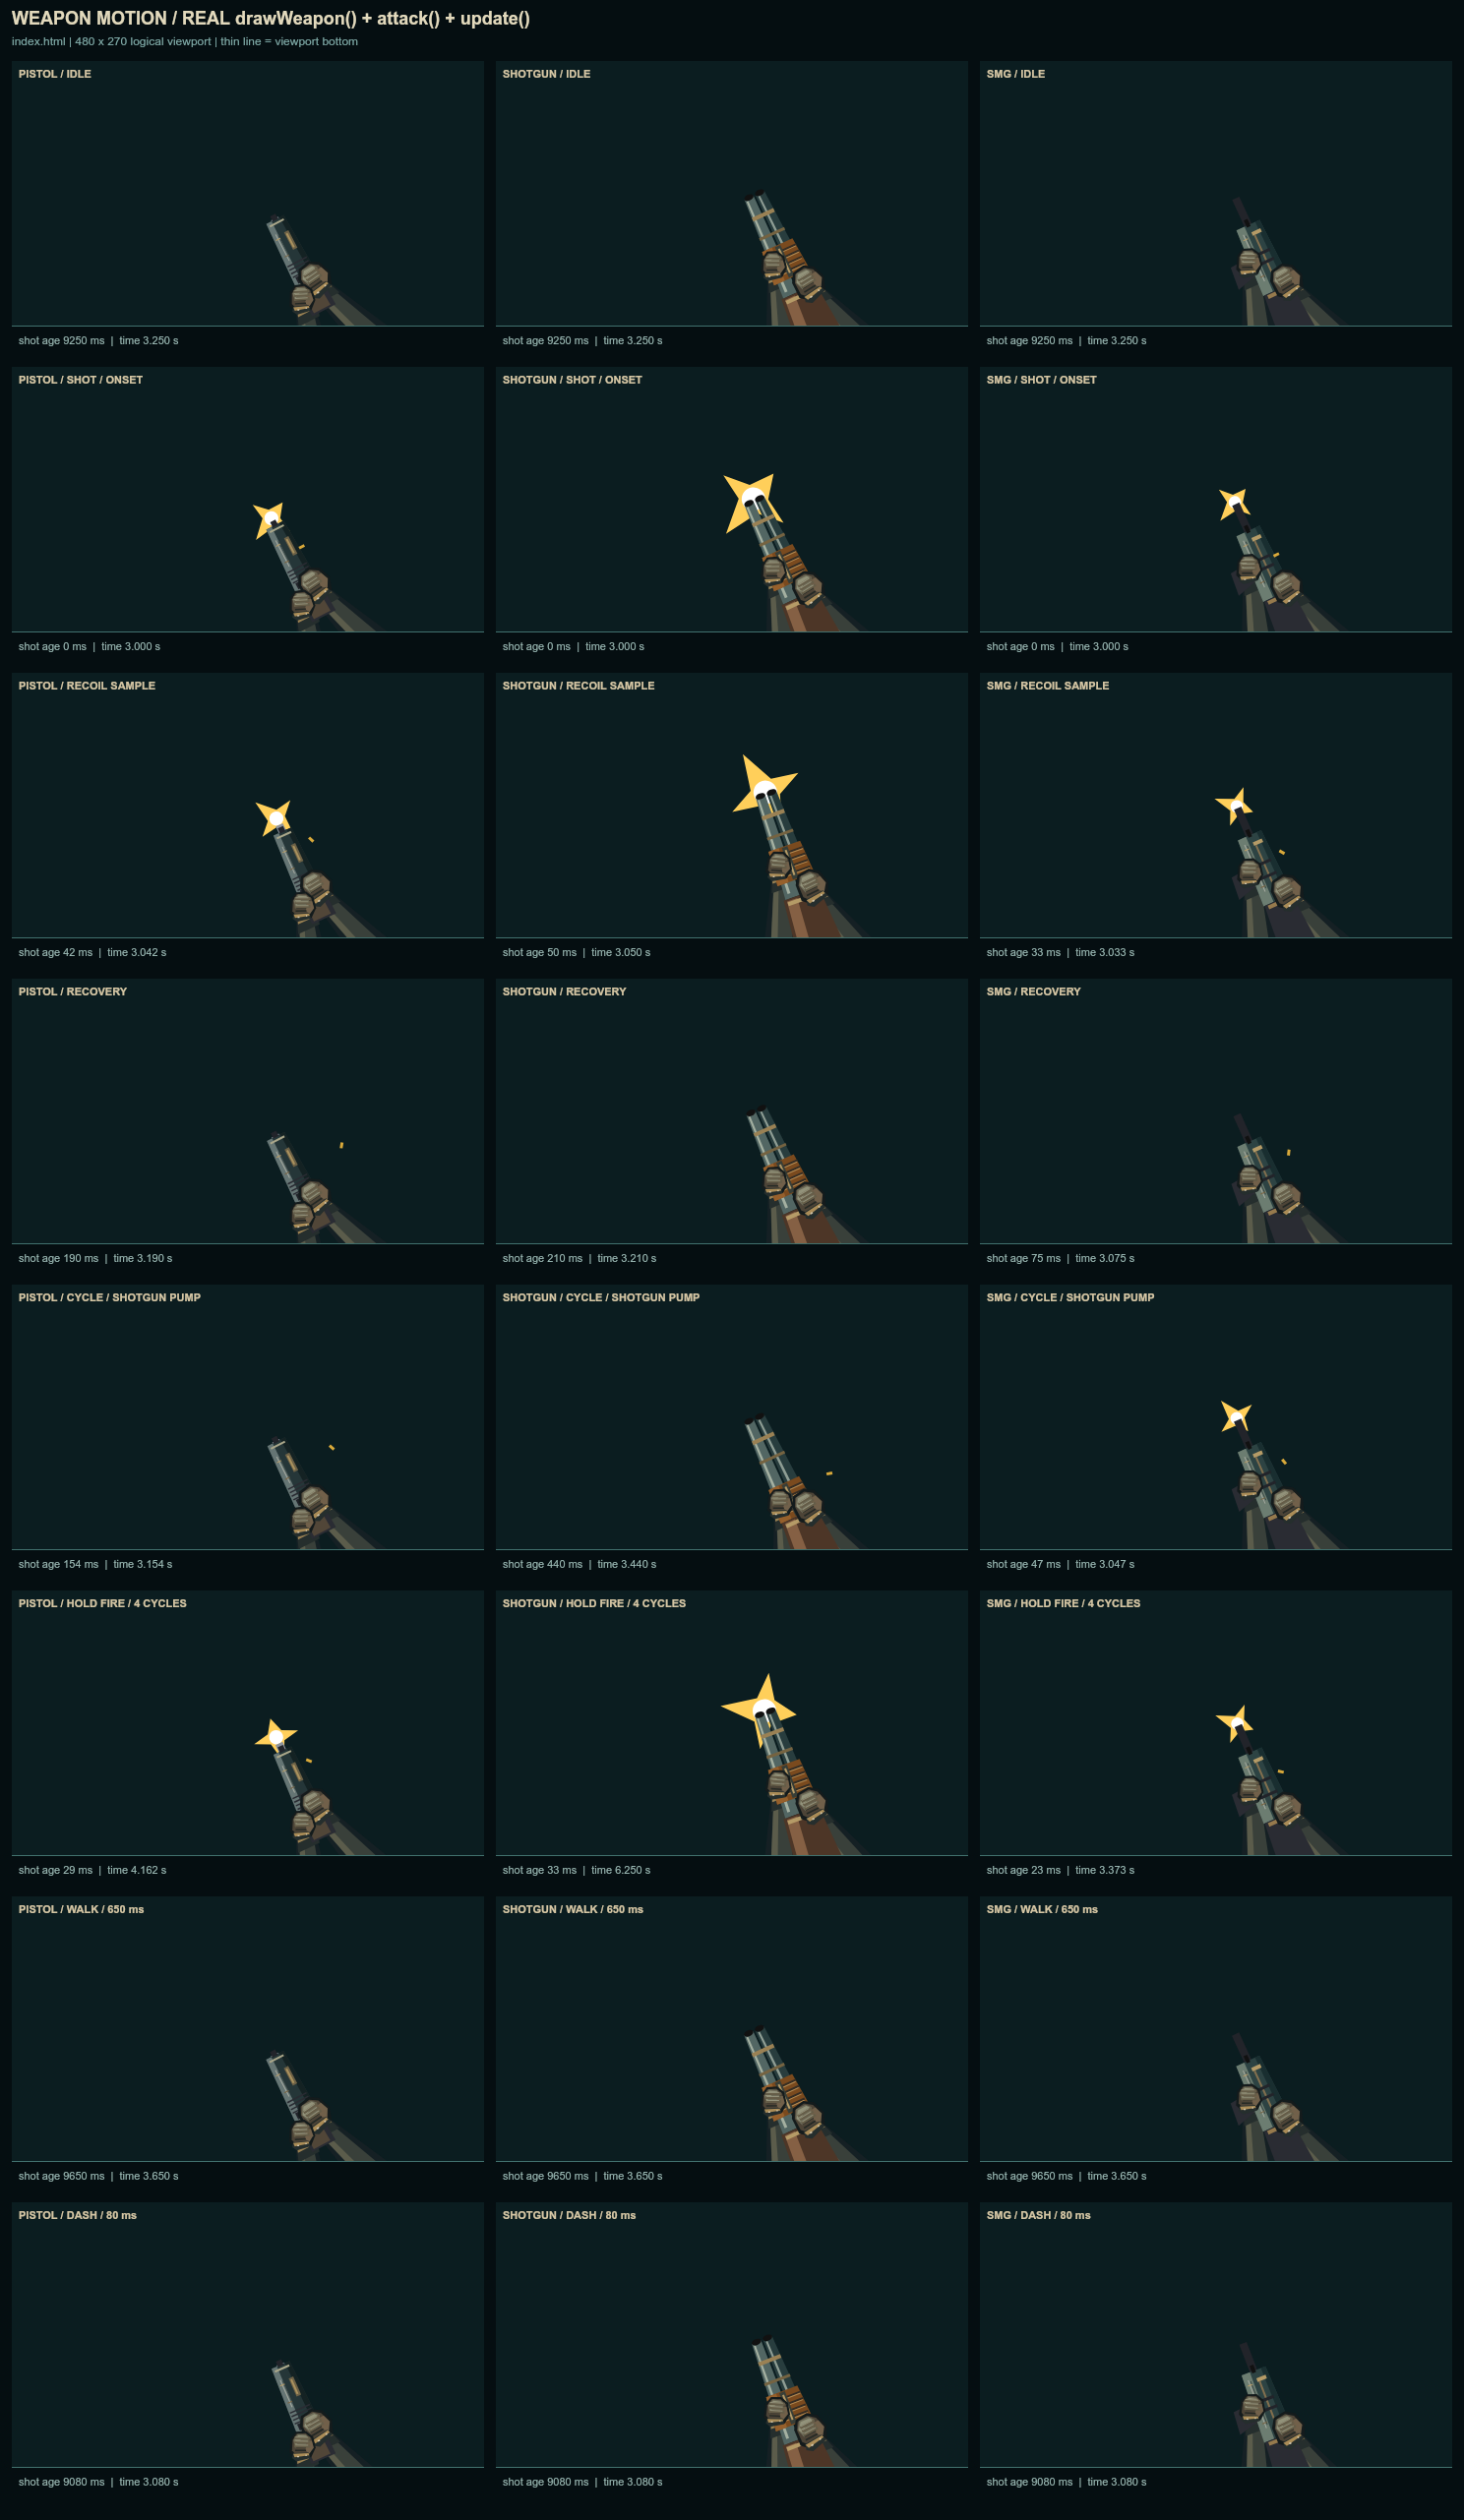 WEAPON MOTION / REAL drawWeapon() + attack() + update()
index.html | 480 x 270 logical viewport | thin line = viewport bottom
PISTOL / IDLE
SHOTGUN / IDLE
SMG / IDLE
shot age 9250 ms | time 3.250 s
shot age 9250 ms | time 3.250 s
shot age 9250 ms | time 3.250 s
PISTOL / SHOT / ONSET
SHOTGUN / SHOT / ONSET
SMG / SHOT / ONSET
shot age 0 ms | time 3.000 s
shot age 0 ms | time 3.000 s
shot age 0 ms | time 3.000 s
PISTOL / RECOIL SAMPLE
SHOTGUN / RECOIL SAMPLE
SMG / RECOIL SAMPLE
shot age 42 ms | time 3.042 s
shot age 50 ms | time 3.050 s
shot age 33 ms | time 3.033 s
PISTOL / RECOVERY
SHOTGUN / RECOVERY
SMG / RECOVERY
shot age 190 ms | time 3.190 s
shot age 210 ms | time 3.210 s
shot age 75 ms | time 3.075 s
PISTOL / CYCLE / SHOTGUN PUMP
SHOTGUN / CYCLE / SHOTGUN PUMP
SMG / CYCLE / SHOTGUN PUMP
shot age 154 ms | time 3.154 s
shot age 440 ms | time 3.440 s
shot age 47 ms | time 3.047 s
PISTOL / HOLD FIRE / 4 CYCLES
SHOTGUN / HOLD FIRE / 4 CYCLES
SMG / HOLD FIRE / 4 CYCLES
shot age 29 ms | time 4.162 s
shot age 33 ms | time 6.250 s
shot age 23 ms | time 3.373 s
PISTOL / WALK / 650 ms
SHOTGUN / WALK / 650 ms
SMG / WALK / 650 ms
shot age 9650 ms | time 3.650 s
shot age 9650 ms | time 3.650 s
shot age 9650 ms | time 3.650 s
PISTOL / DASH / 80 ms
SHOTGUN / DASH / 80 ms
SMG / DASH / 80 ms
shot age 9080 ms | time 3.080 s
shot age 9080 ms | time 3.080 s
shot age 9080 ms | time 3.080 s